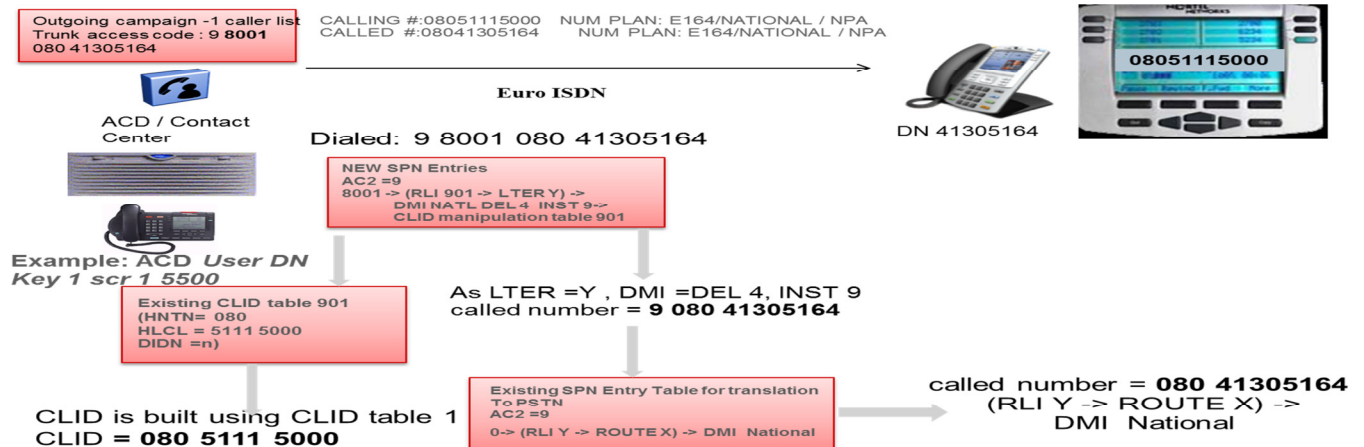 Outgoing campaign -1 caller list
Trunk access code : 9 8001
080 41305164
CALLING #:08051115000 NUM PLAN: E164/NATIONAL / NPA
CALLED #:08041305164 NUM PLAN: E164/NATIONAL / NPA
NORTEL
NETWORKS
08051115000
Pause Rewind F.Fwd More
Euro ISDN
ACD / Contact
Center
DN 41305164
Dialed: 9 8001 080 41305164
NEW SPN Entries
AC2 =9
8001 -> (RLI 901 -> LTER Y) ->
DMI NATL DEL 4 INST 9->
CLID manipulation table 901
Example: ACD User DN
Key 1 scr 1 5500
Existing CLID table 901
(HNTN= 080
HLCL = 5111 5000
DIDN =n)
As LTER =Y , DMI =DEL 4, INST 9
called number = 9 080 41305164
CLID is built using CLID table 1
CLID = 080 5111 5000
Existing SPN Entry Table for translation
To PSTN
AC2 =9
0-> (RLI Y -> ROUTE X) -> DMI National
called number = 080 41305164
(RLI Y -> ROUTE X) ->
DMI National